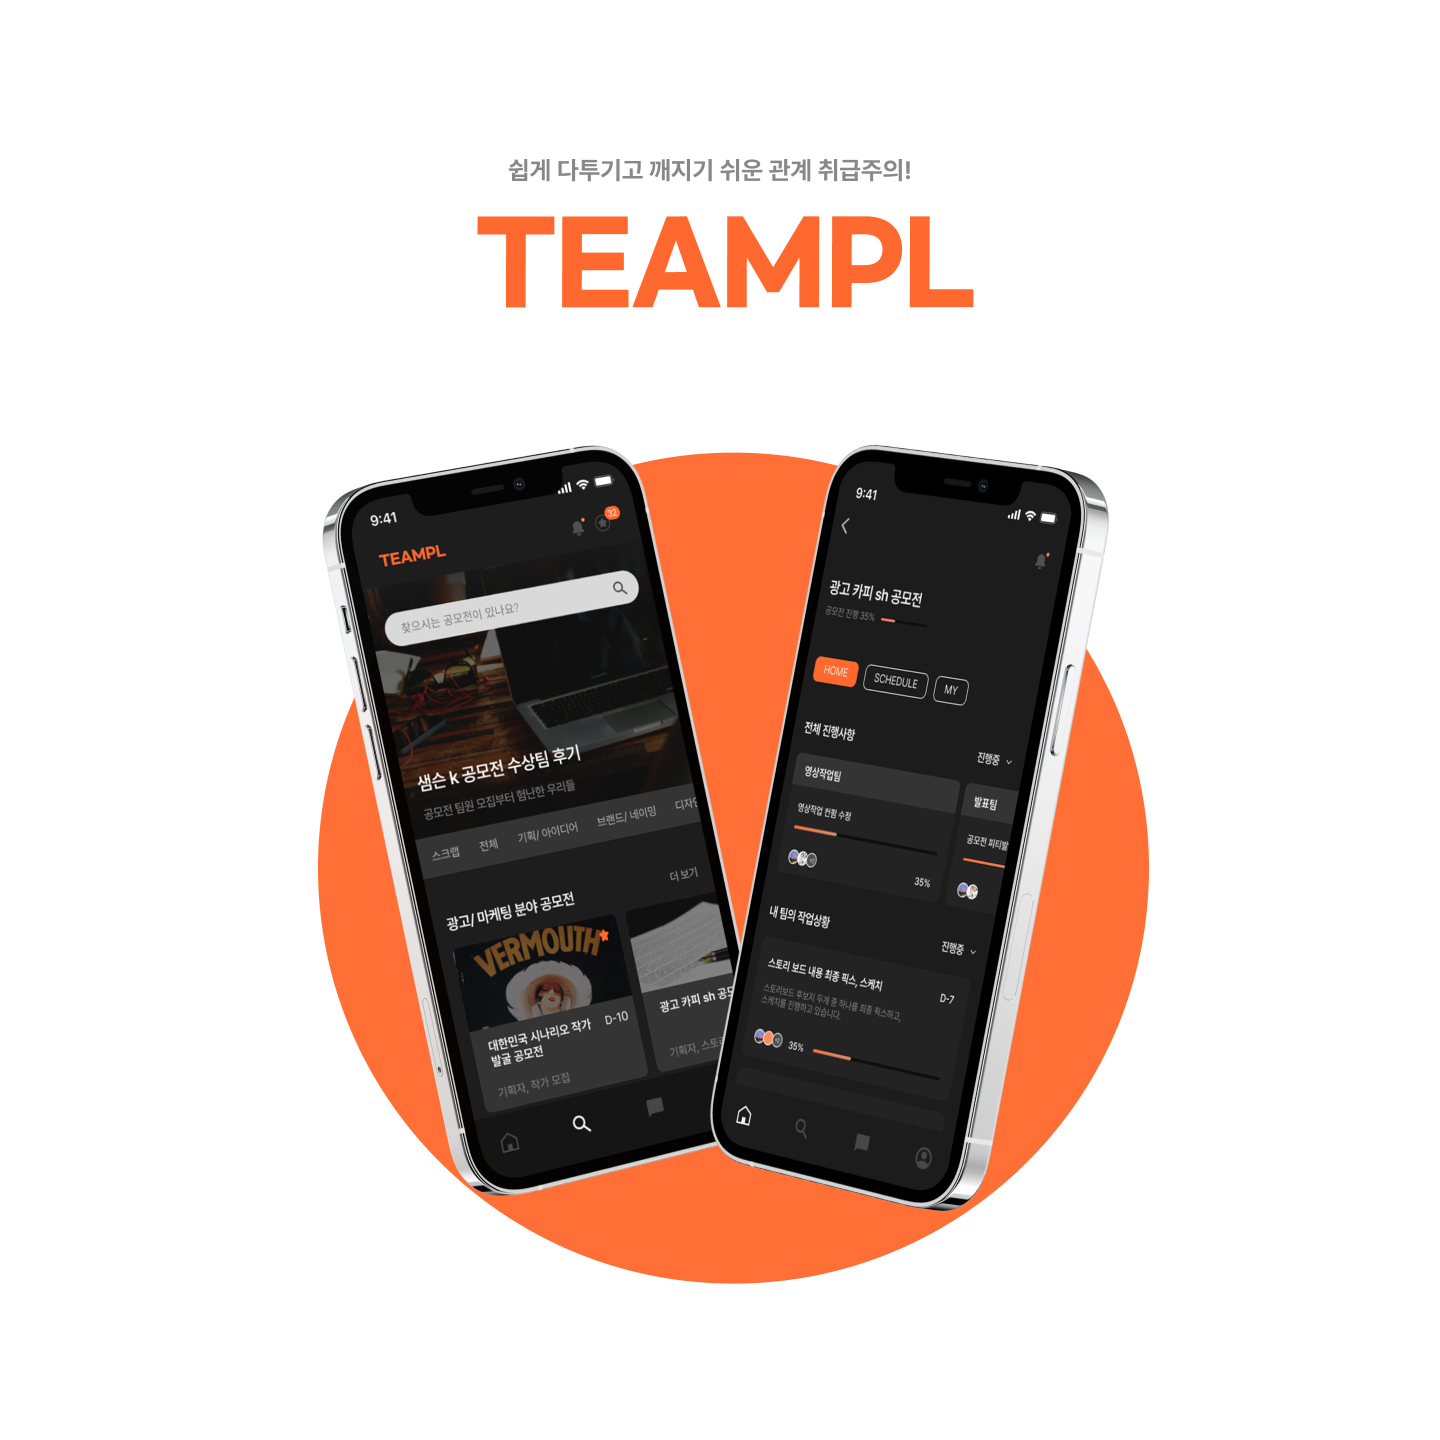 쉽게 다투기고 깨지기 쉬운 관계 취급주의!
TEAMPL
9:41
32
TEAMPL
찾으시는 공모전이 있나요?
샘슨 k 공모전 수상팀 후기
공모전 팀원 모집부터 험난한 우리들
스크랩 전체 기획/ 아이디어 브랜드/ 네이밍 디자인
광고/ 마케팅 분야 공모전 더 보기
VERMOUTH
대한민국 시나리오 작가 D-10
발굴 공모전
기획자, 작가 모집
광고 카피 sh 공모
기획자, 스토리
9:41
광고 카피 sh 공모전
공모전 진행 35%
HOME SCHEDULE MY
전체 진행사항
진행중
영상작업팀
영상작업 컨펌 수정
+2
35%
발표팀
공모전 피티발
내 팀의 작업상황
진행중
스토리 보드 내용 최종 픽스, 스케치 D-7
스토리보드 후보지 두개 중 하나를 최종 픽스하고,
스케치를 진행하고 있습니다.
+2 35%